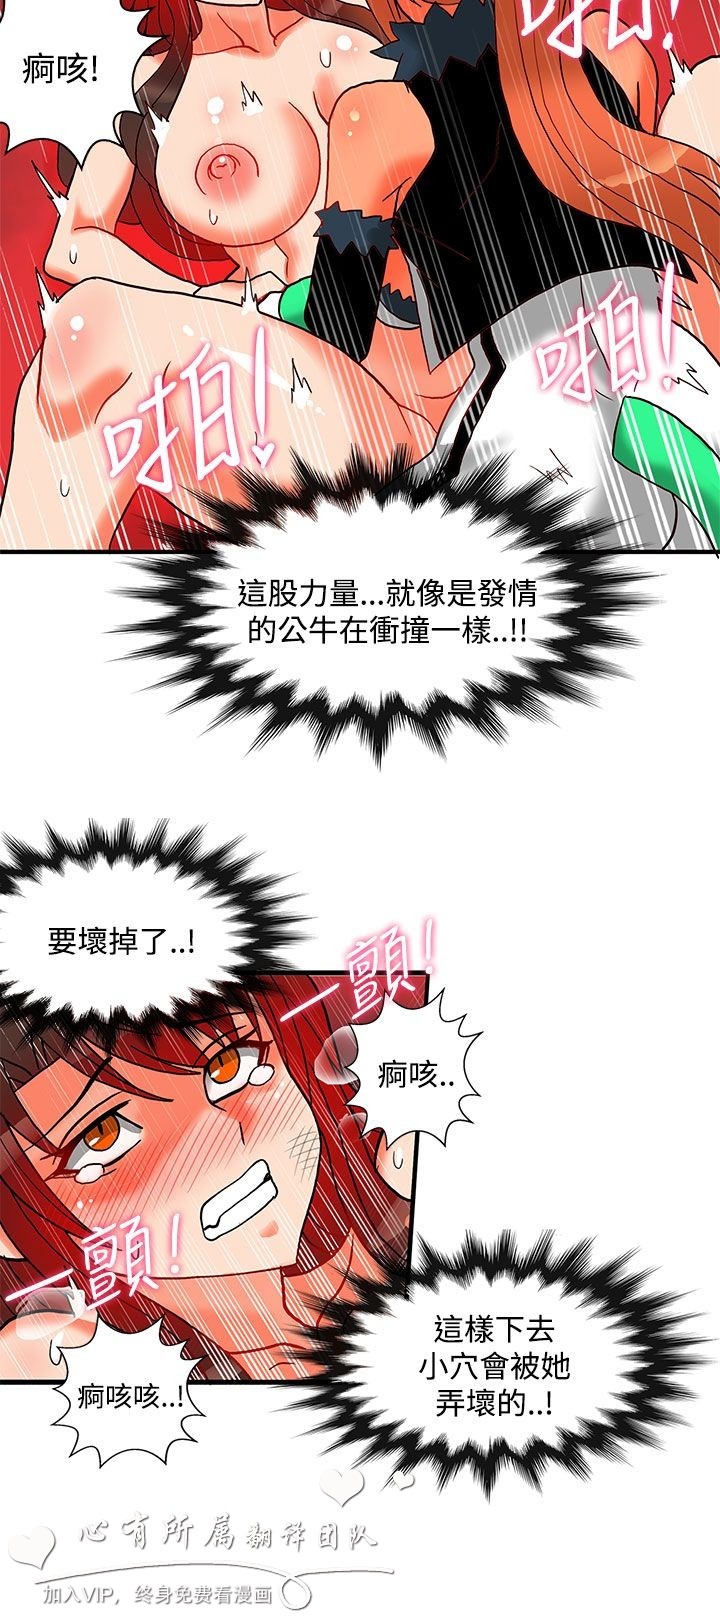 啪!
痾咳!
啪!
啪!
這股力量...就像是發情
的公牛在衝撞一樣..!!
要壞掉了..!
一顫!
痾咳..
一顫!
這樣下去
小穴會被她
弄壞的..!
痾咳咳..!
心有所属翻译团队
加入VIP，终身免费看漫画